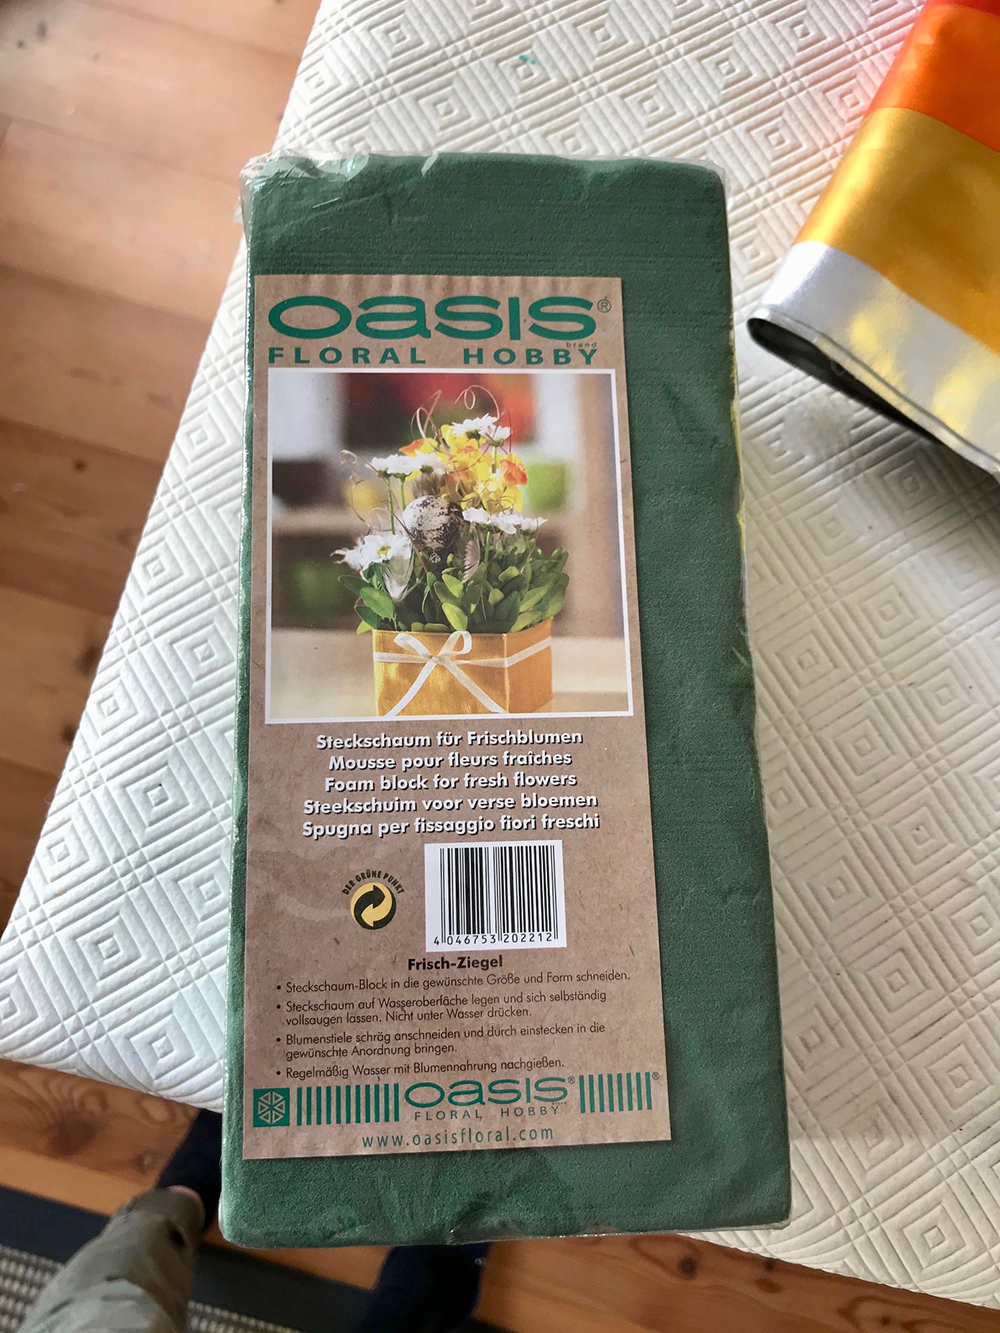 oasis®
brand
FLORAL HOBBY
Steckschaum für Frischblumen
Mousse pour fleurs fraîches
Foam block for fresh flowers
Steekschuim voor verse bloemen
Spugna per fissaggio fiori freschi
DER GRÜNE PUNKT
4 046753 202212
Frisch-Ziegel
• Steckschaum-Block in die gewünschte Größe und Form schneiden.
• Steckschaum auf Wasseroberfäche legen und sich selbständig
vollsaugen lassen. Nicht unter Wasser drücken.
• Blumenstiele schräg anschneiden und durch einstecken in die
gewünschte Anordnung bringen.
• Regelmäßig Wasser mit Blumennahrung nachgießen.
oasis® ®
brand
FLORAL HOBBY
www.oasisfloral.com